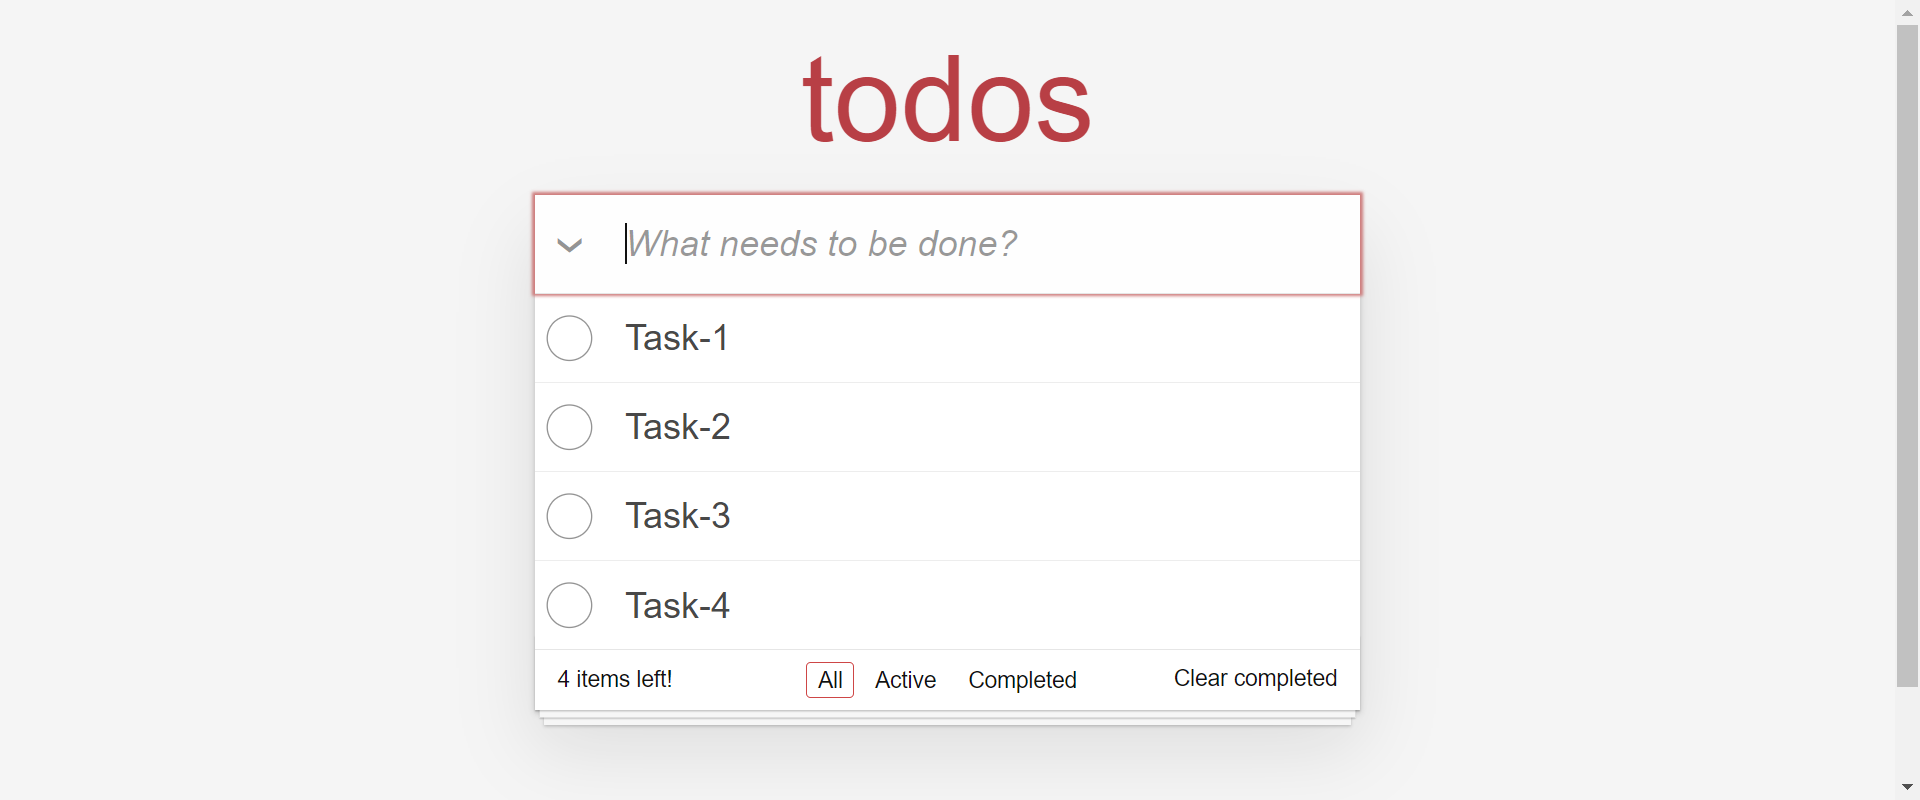 todos
What needs to be done?
Task-1
Task-2
Task-3
Task-4
4 items left! All Active Completed Clear completed